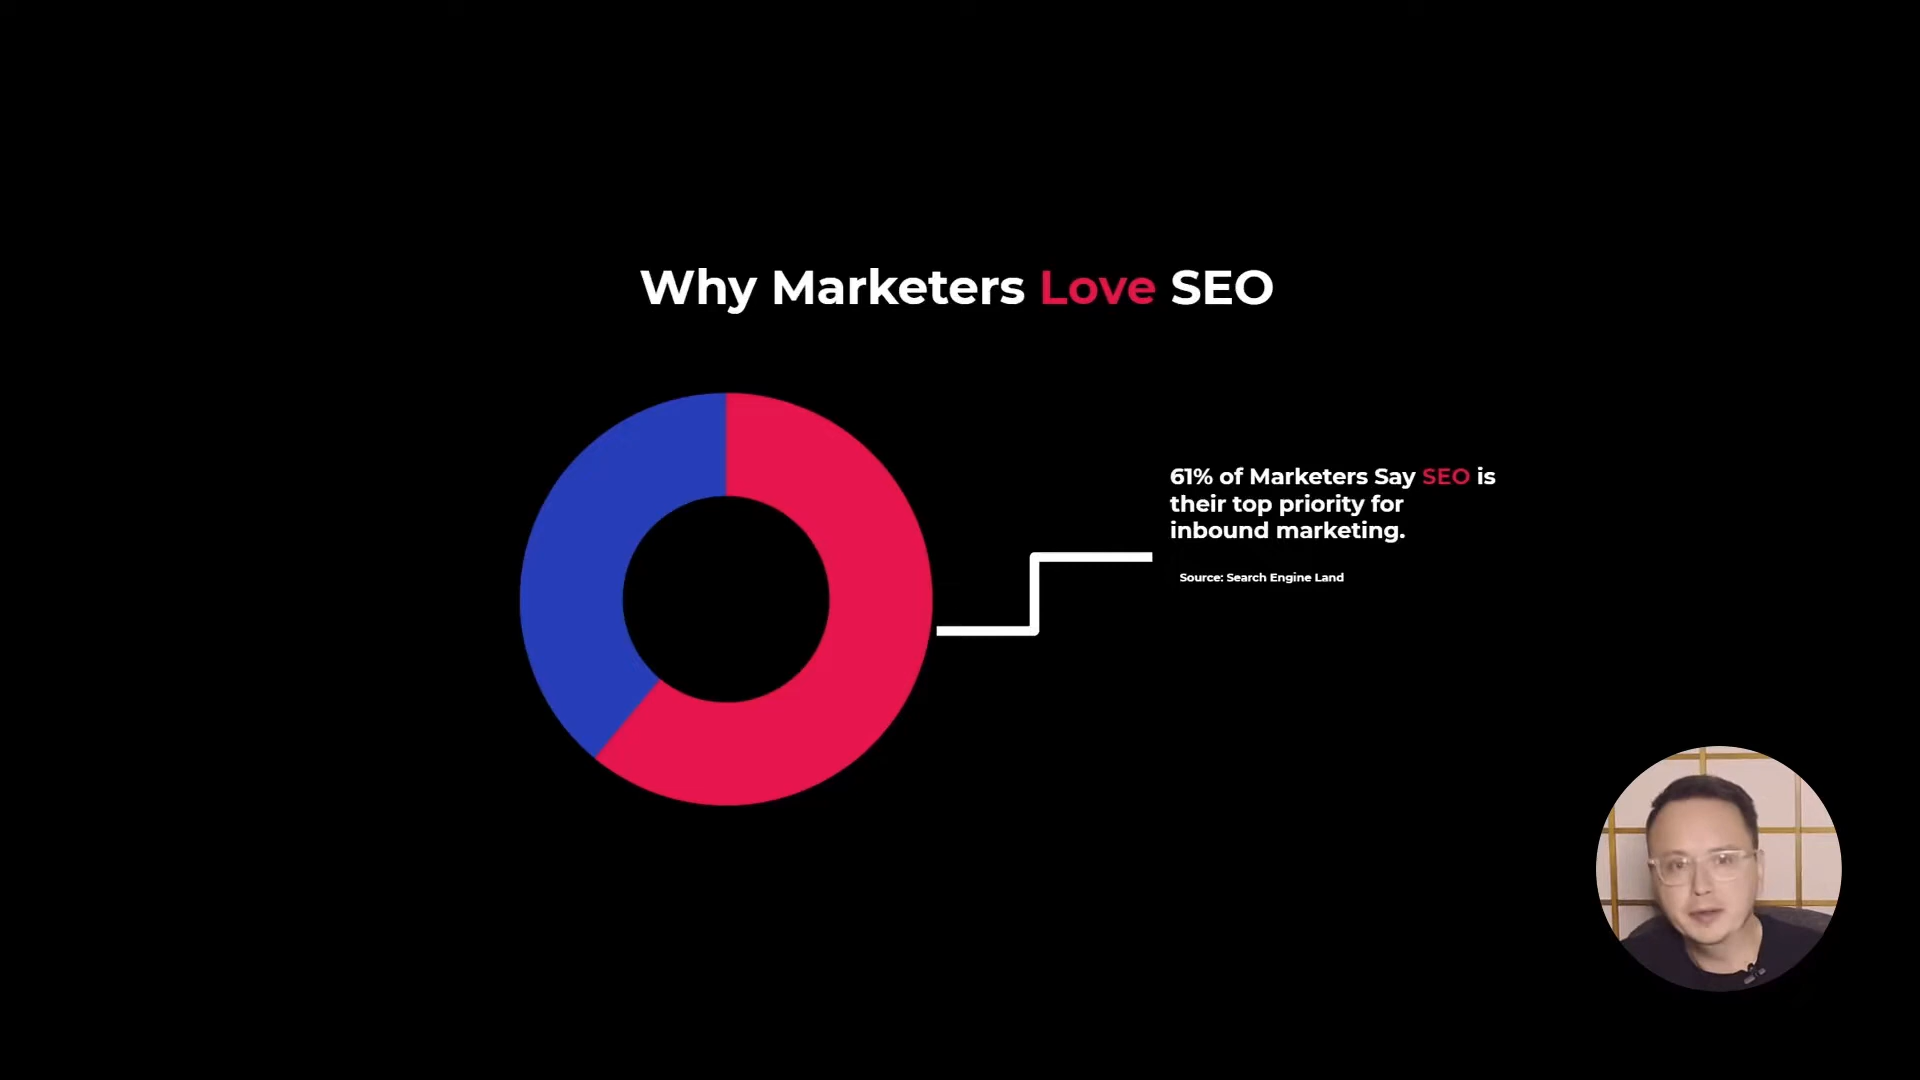 Why Marketers Love SEO
61% of Marketers Say SEO is
their top priority for
inbound marketing.
Source: Search Engine Land